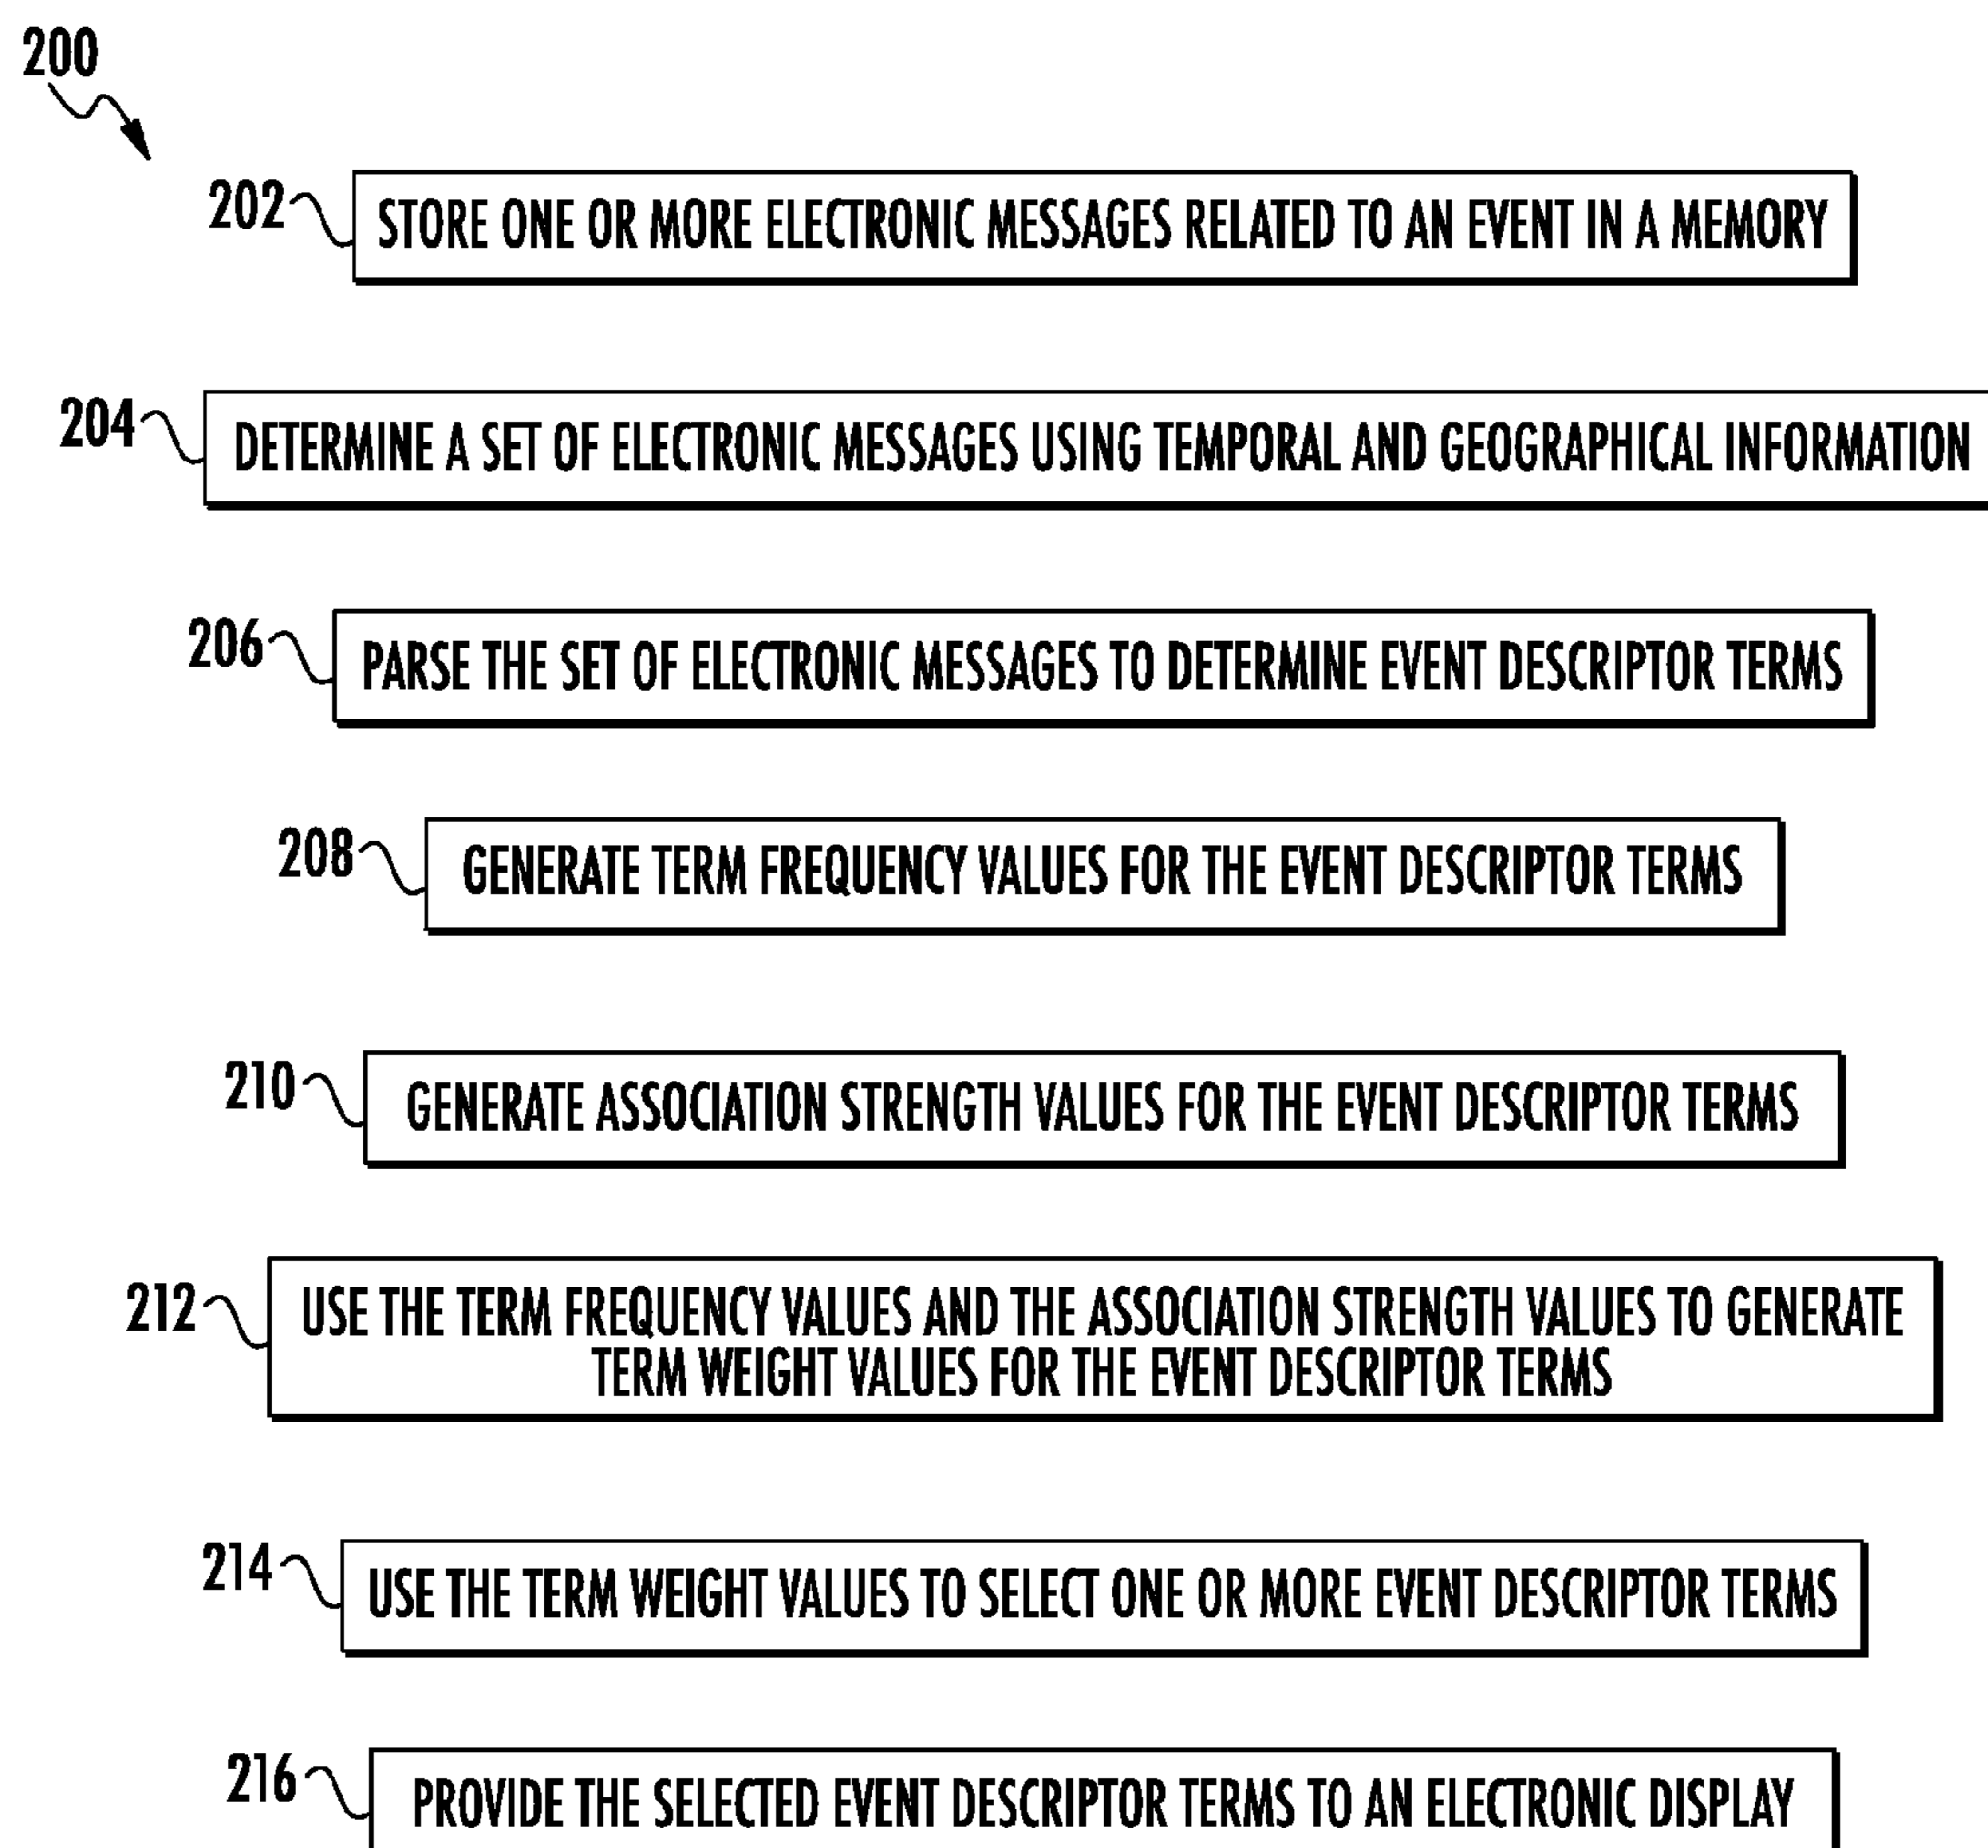 200
202 STORE ONE OR MORE ELECTRONIC MESSAGES RELATED TO AN EVENT IN A MEMORY
204 DETERMINE A SET OF ELECTRONIC MESSAGES USING TEMPORAL AND GEOGRAPHICAL INFORMATION
206 PARSE THE SET OF ELECTRONIC MESSAGES TO DETERMINE EVENT DESCRIPTOR TERMS
208 GENERATE TERM FREQUENCY VALUES FOR THE EVENT DESCRIPTOR TERMS
210 GENERATE ASSOCIATION STRENGTH VALUES FOR THE EVENT DESCRIPTOR TERMS
212 USE THE TERM FREQUENCY VALUES AND THE ASSOCIATION STRENGTH VALUES TO GENERATE
TERM WEIGHT VALUES FOR THE EVENT DESCRIPTOR TERMS
214 USE THE TERM WEIGHT VALUES TO SELECT ONE OR MORE EVENT DESCRIPTOR TERMS
216 PROVIDE THE SELECTED EVENT DESCRIPTOR TERMS TO AN ELECTRONIC DISPLAY